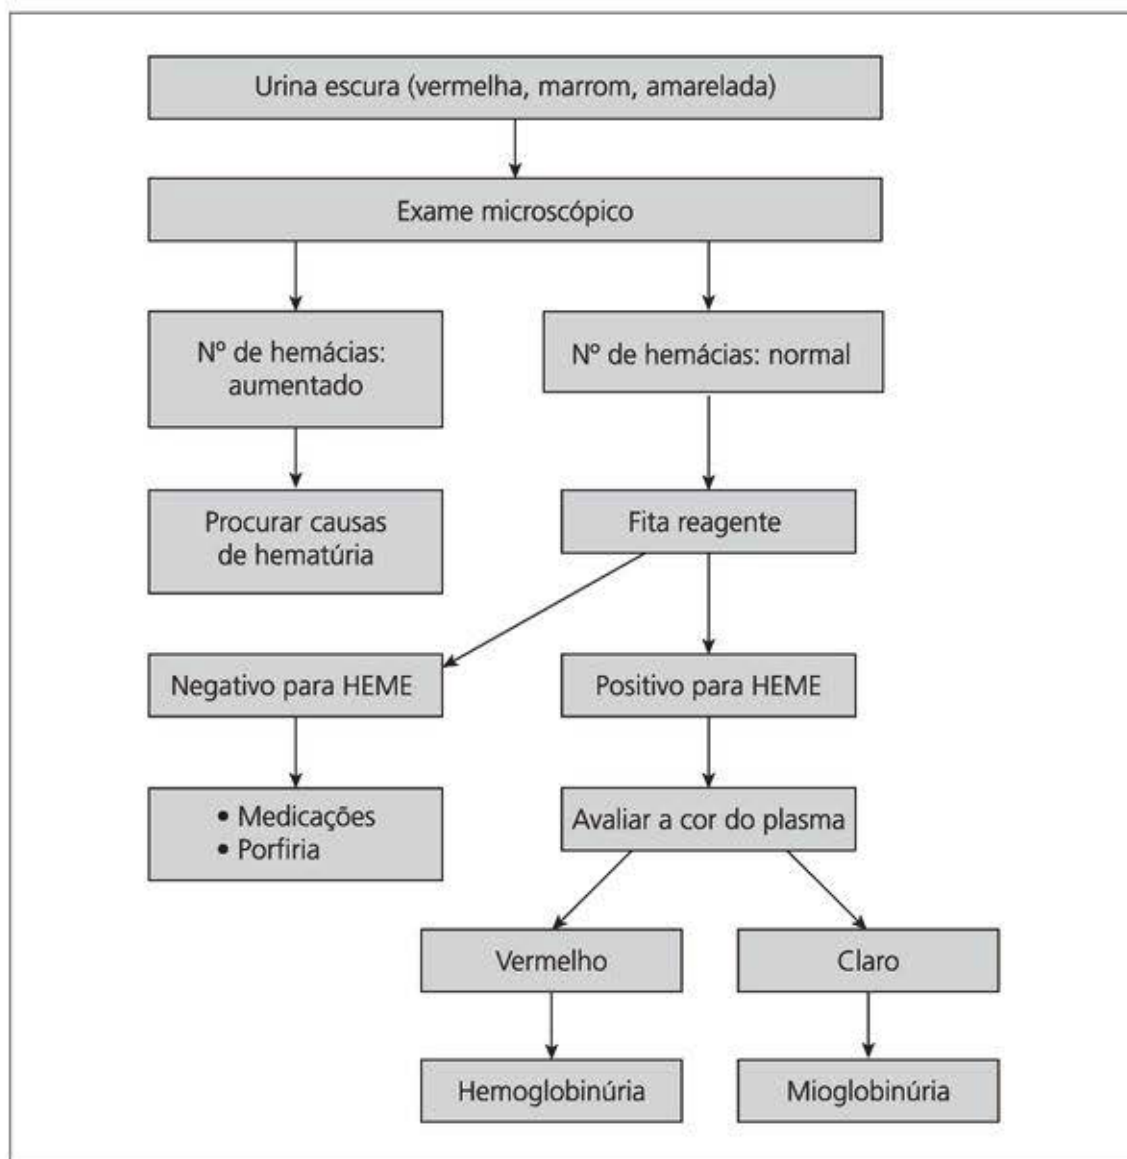 Urina escura (vermelha, marrom, amarelada)
Exame microscópico
Nº de hemácias:
aumentado
Nº de hemácias: normal
Procurar causas
de hematúria
Fita reagente
Negativo para HEME
Positivo para HEME
• Medicações
• Porfiria
Avaliar a cor do plasma
Vermelho
Claro
Hemoglobinúria
Mioglobinúria